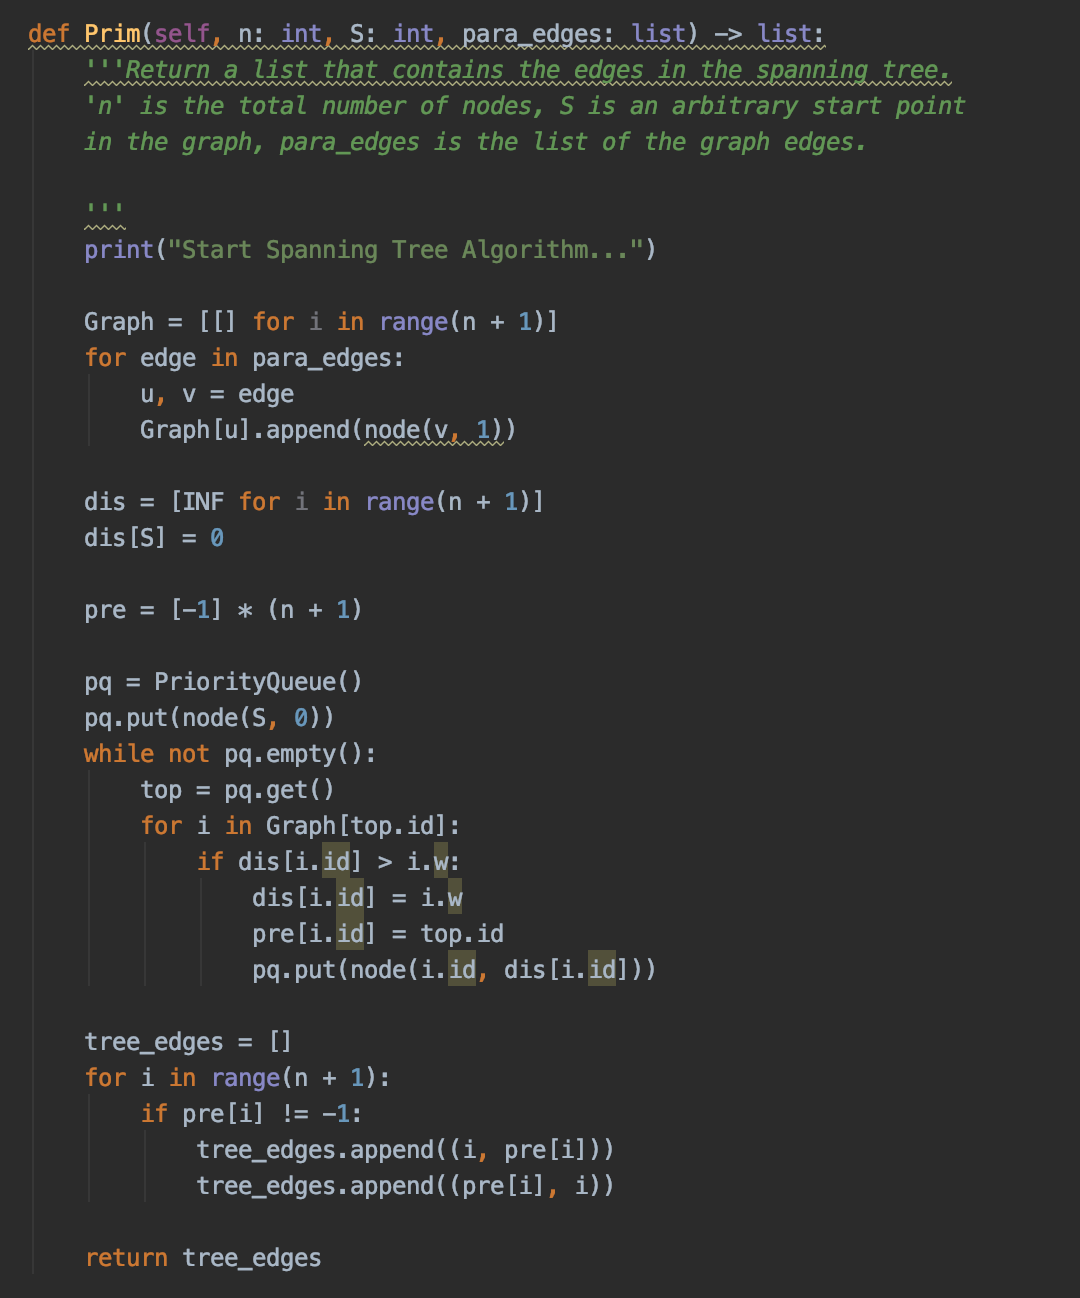 def Prim(self, n: int, S: int, para_edges: list) -> list:
    '''Return a list that contains the edges in the spanning tree.
    'n' is the total number of nodes, S is an arbitrary start point
    in the graph, para_edges is the list of the graph edges.

    '''
    print("Start Spanning Tree Algorithm...")

    Graph = [[] for i in range(n + 1)]
    for edge in para_edges:
        u, v = edge
        Graph[u].append(node(v, 1))

    dis = [INF for i in range(n + 1)]
    dis[S] = 0

    pre = [-1] * (n + 1)

    pq = PriorityQueue()
    pq.put(node(S, 0))
    while not pq.empty():
        top = pq.get()
        for i in Graph[top.id]:
            if dis[i.id] > i.w:
                dis[i.id] = i.w
                pre[i.id] = top.id
                pq.put(node(i.id, dis[i.id]))

    tree_edges = []
    for i in range(n + 1):
        if pre[i] != -1:
            tree_edges.append((i, pre[i]))
            tree_edges.append((pre[i], i))

    return tree_edges